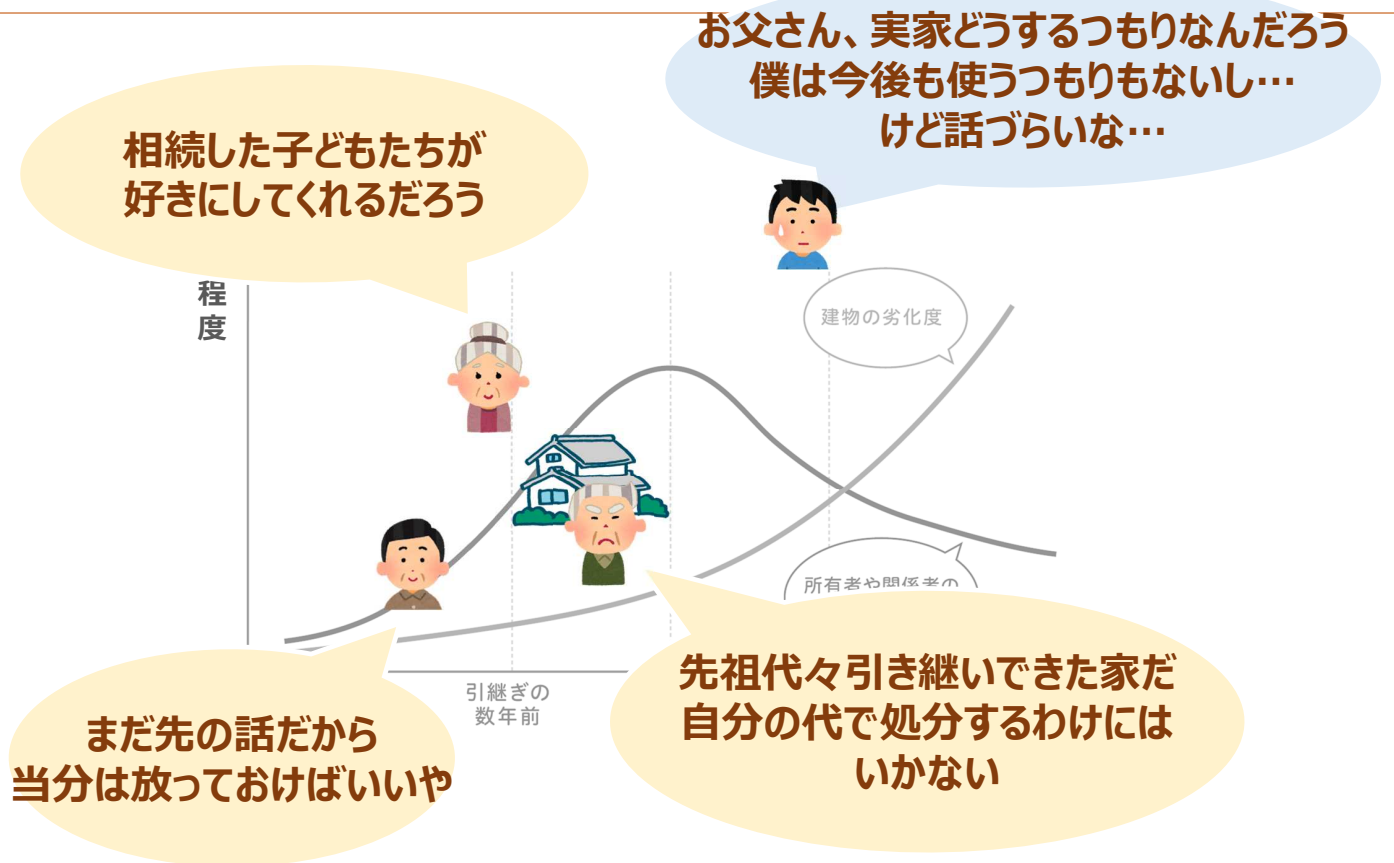 お父さん、実家どうするつもりなんだろう
僕は今後も使うつもりもないし…
けど話づらいな…
相続した子どもたちが
好きにしてくれるだろう
程
度
建物の劣化度
所有者や関係者の
先祖代々引き継いできた家だ
自分の代で処分するわけには
いかない
引継ぎの
数年前
まだ先の話だから
当分は放っておけばいいや